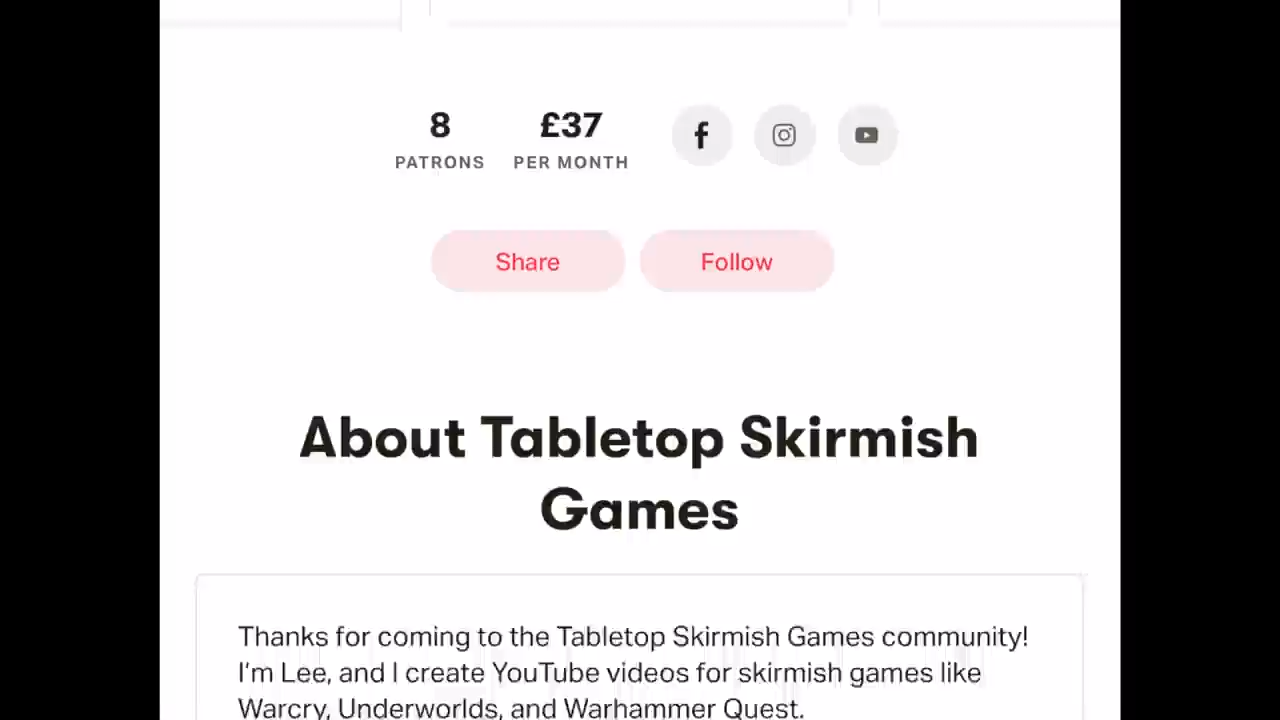 8 £37
PATRONS PER MONTH
Share Follow
About Tabletop Skirmish
Games
Thanks for coming to the Tabletop Skirmish Games community!
I'm Lee, and I create YouTube videos for skirmish games like
Warcry, Underworlds, and Warhammer Quest.